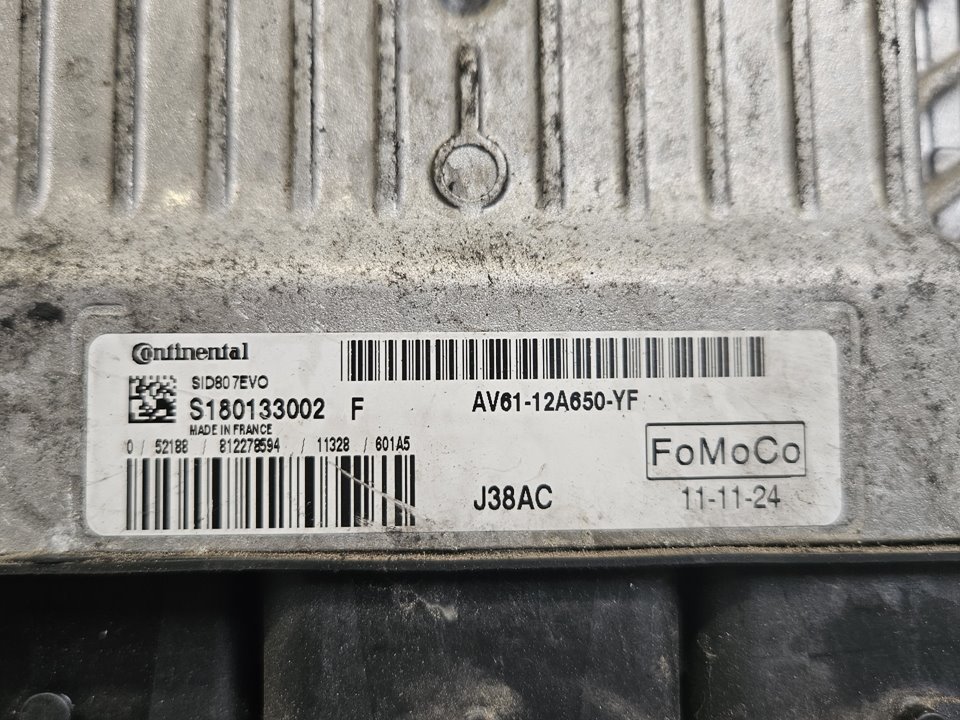 Continental
SID807EVO
S180133002 F
MADE IN FRANCE
0 / 52188 / 812278594 / / 11328 / 601A5
AV61-12A650-YF
J38AC
FoMoCo
11-11-24